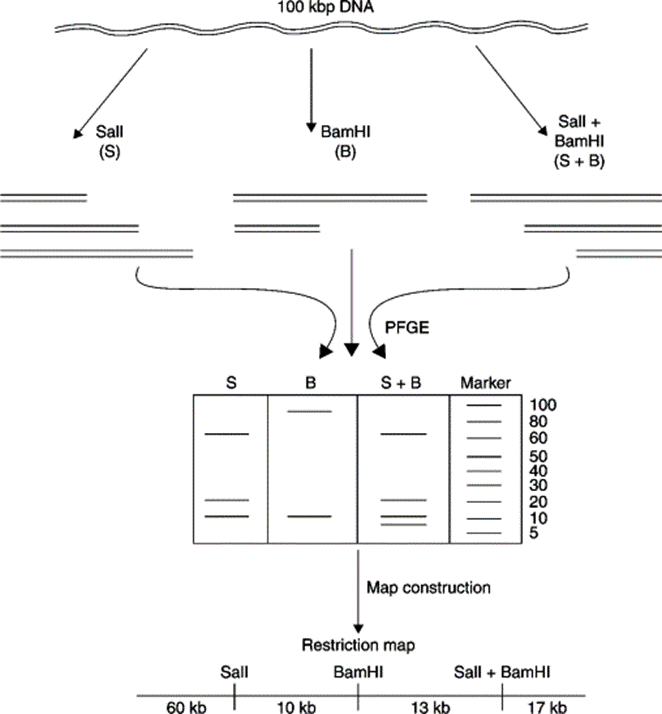 100 kbp DNA
SalI
(S)
BamHI
(B)
SalI +
BamHI
(S + B)
PFGE
S B S + B Marker
100
80
60
50
40
30
20
10
5
Map construction
Restriction map
SalI BamHI SalI + BamHI
60 kb 10 kb 13 kb 17 kb